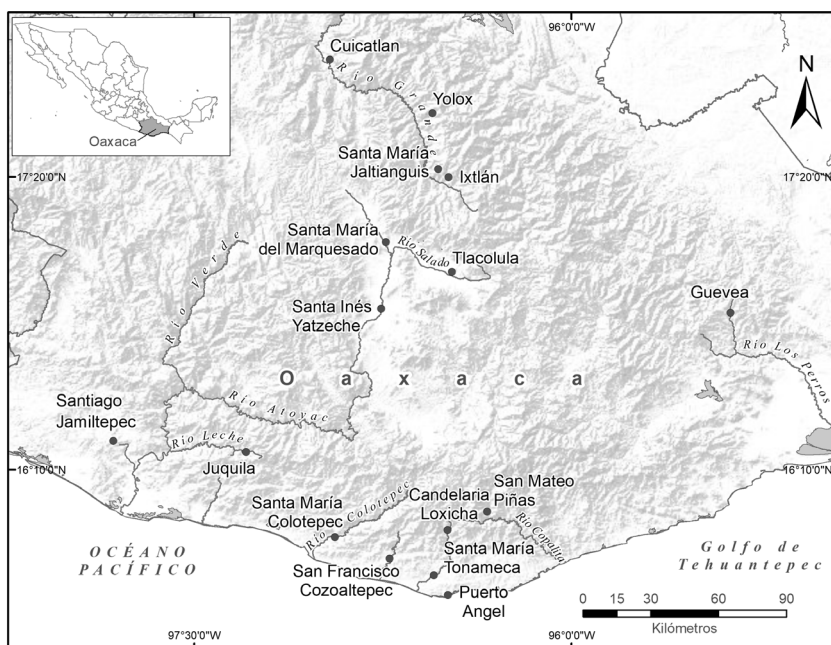 96°0'0"W
Cuicatlan
Río Grande
N
Yolox
Oaxaca
Santa María
Jaltianguis
Ixtlán
17°20'0"N
17°20'0"N
Santa María
del Marquesado
Río Salado
Tlacolula
Río Verde
Guevea
Santa Inés
Yatzeche
Río Los Perros
Oaxaca
Santiago
Jamiltepec
Río Atoyac
Río Leche
Juquila
16°10'0"N
16°10'0"N
San Mateo
Piñas
Candelaria
Loxicha
Santa María
Colotepec
Río Colotepec
Río Copalita
OCÉANO
PACÍFICO
Santa María
Tonameca
Golfo de
Tehuantepec
San Francisco
Cozoaltepec
Puerto
Angel
0 15 30 60 90
Kilómetros
97°30'0"W
96°0'0"W